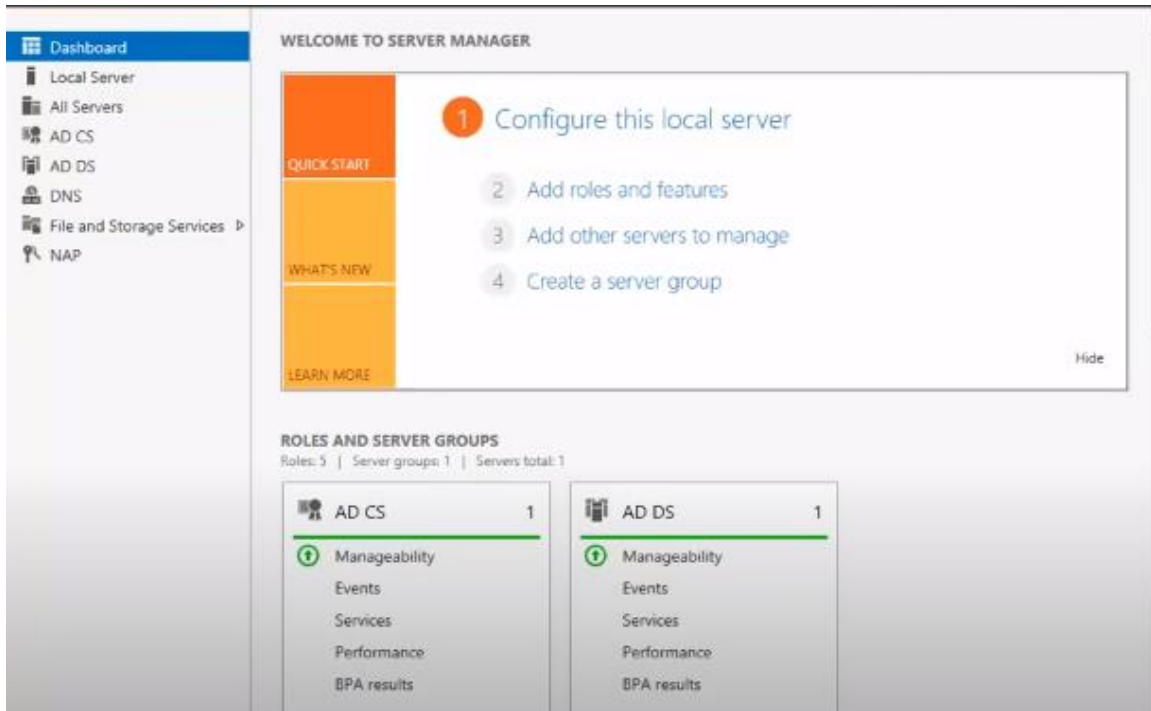 Dashboard
Local Server
All Servers
AD CS
AD DS
DNS
File and Storage Services
NAP
WELCOME TO SERVER MANAGER
QUICK START
WHAT'S NEW
LEARN MORE
1 Configure this local server
2 Add roles and features
3 Add other servers to manage
4 Create a server group
Hide
ROLES AND SERVER GROUPS
Roles: 5 | Server groups: 1 | Servers total: 1
AD CS 1
Manageability
Events
Services
Performance
BPA results
AD DS 1
Manageability
Events
Services
Performance
BPA results